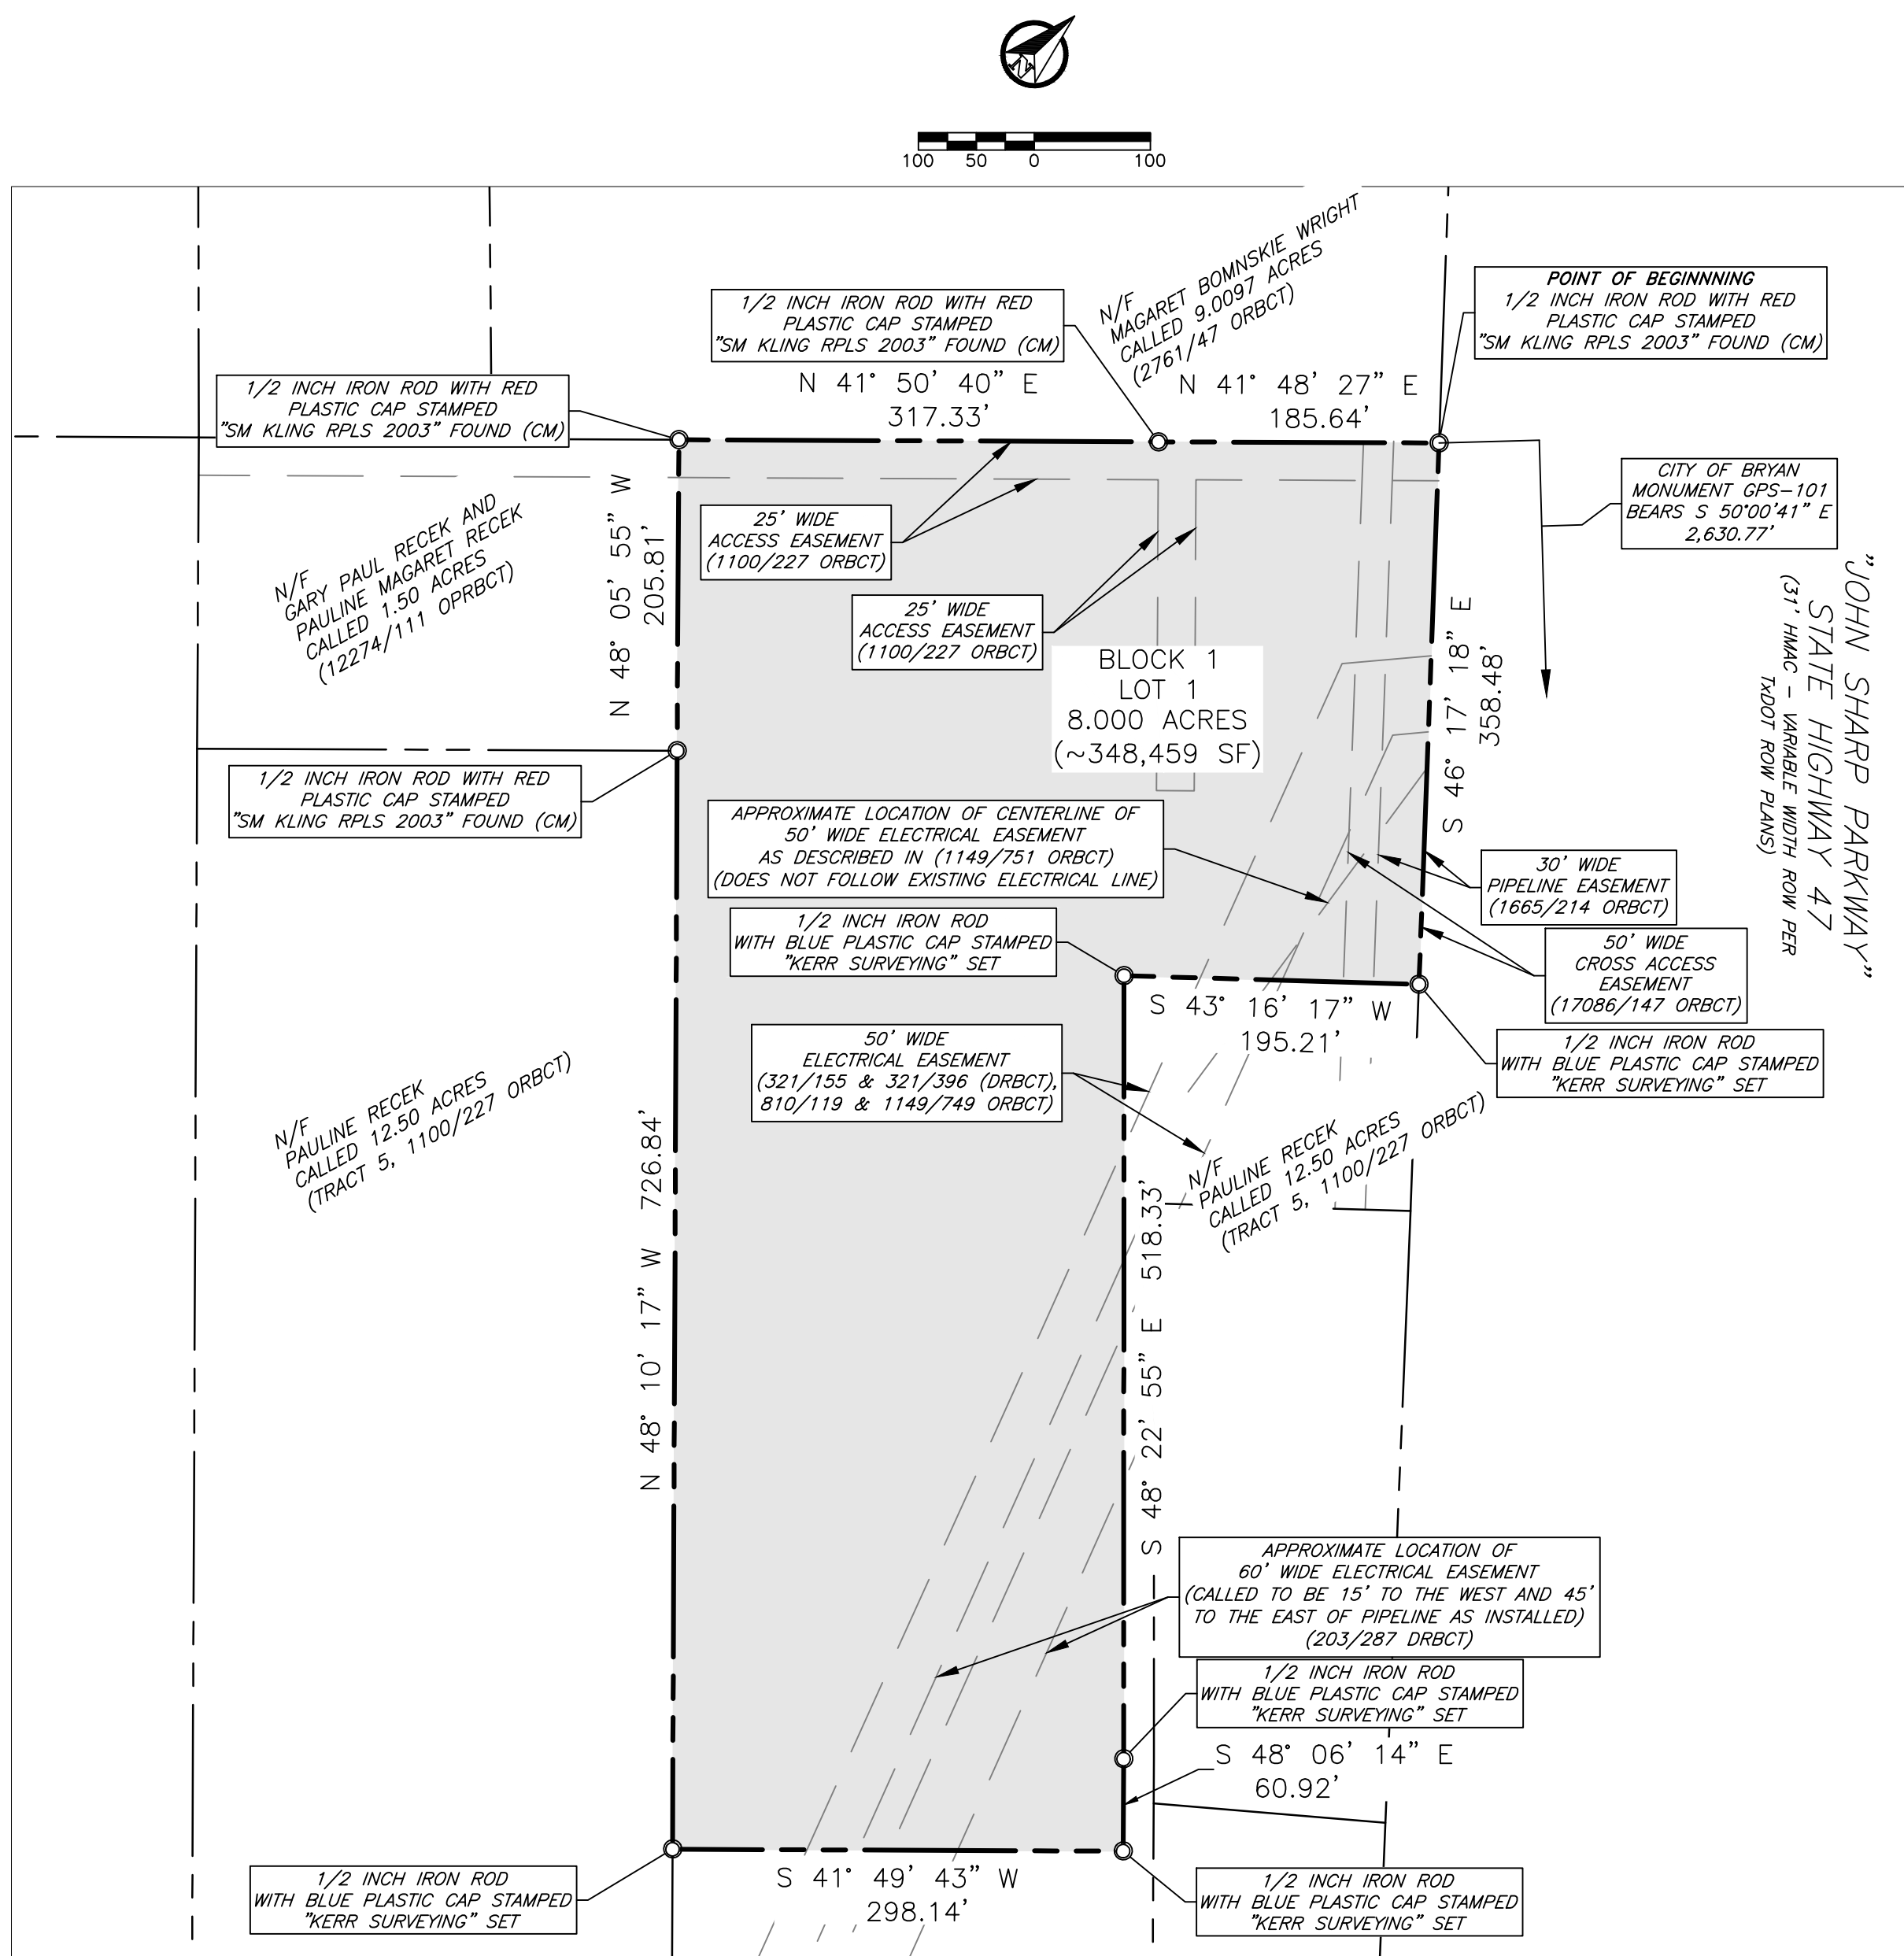 N
100 50 0 100
N/F
MAGARET BOMNSKIE WRIGHT
CALLED 9.0097 ACRES
(2761/47 ORBCT)
POINT OF BEGINNNING
1/2 INCH IRON ROD WITH RED
PLASTIC CAP STAMPED
"SM KLING RPLS 2003" FOUND (CM)
1/2 INCH IRON ROD WITH RED
PLASTIC CAP STAMPED
"SM KLING RPLS 2003" FOUND (CM)
1/2 INCH IRON ROD WITH RED
PLASTIC CAP STAMPED
"SM KLING RPLS 2003" FOUND (CM)
N 41° 50' 40" E
317.33'
N 41° 48' 27" E
185.64'
CITY OF BRYAN
MONUMENT GPS-101
BEARS S 50°00'41" E
2,630.77'
N/F
GARY PAUL RECEK AND
PAULINE MAGARET RECEK
CALLED 1.50 ACRES
(12274/111 OPRBCT)
N 48° 05' 55" W
205.81'
25' WIDE
ACCESS EASEMENT
(1100/227 ORBCT)
25' WIDE
ACCESS EASEMENT
(1100/227 ORBCT)
BLOCK 1
LOT 1
8.000 ACRES
(~348,459 SF)
S 46° 17' 18" E
358.48'
"JOHN SHARP PARKWAY"
STATE HIGHWAY 47
(31' HMAC - VARIABLE WIDTH ROW PER
TxDOT ROW PLANS)
1/2 INCH IRON ROD WITH RED
PLASTIC CAP STAMPED
"SM KLING RPLS 2003" FOUND (CM)
APPROXIMATE LOCATION OF CENTERLINE OF
50' WIDE ELECTRICAL EASEMENT
AS DESCRIBED IN (1149/751 ORBCT)
(DOES NOT FOLLOW EXISTING ELECTRICAL LINE)
30' WIDE
PIPELINE EASEMENT
(1665/214 ORBCT)
1/2 INCH IRON ROD
WITH BLUE PLASTIC CAP STAMPED
"KERR SURVEYING" SET
50' WIDE
CROSS ACCESS
EASEMENT
(17086/147 ORBCT)
S 43° 16' 17" W
195.21'
50' WIDE
ELECTRICAL EASEMENT
(321/155 & 321/396 (DRBCT),
810/119 & 1149/749 ORBCT)
1/2 INCH IRON ROD
WITH BLUE PLASTIC CAP STAMPED
"KERR SURVEYING" SET
N/F
PAULINE RECEK
CALLED 12.50 ACRES
(TRACT 5, 1100/227 ORBCT)
N 48° 10' 17" W 726.84'
N/F
PAULINE RECEK
CALLED 12.50 ACRES
(TRACT 5, 1100/227 ORBCT)
S 48° 22' 55" E 518.33'
APPROXIMATE LOCATION OF
60' WIDE ELECTRICAL EASEMENT
(CALLED TO BE 15' TO THE WEST AND 45'
TO THE EAST OF PIPELINE AS INSTALLED)
(203/287 DRBCT)
1/2 INCH IRON ROD
WITH BLUE PLASTIC CAP STAMPED
"KERR SURVEYING" SET
S 48° 06' 14" E
60.92'
1/2 INCH IRON ROD
WITH BLUE PLASTIC CAP STAMPED
"KERR SURVEYING" SET
S 41° 49' 43" W
298.14'
1/2 INCH IRON ROD
WITH BLUE PLASTIC CAP STAMPED
"KERR SURVEYING" SET